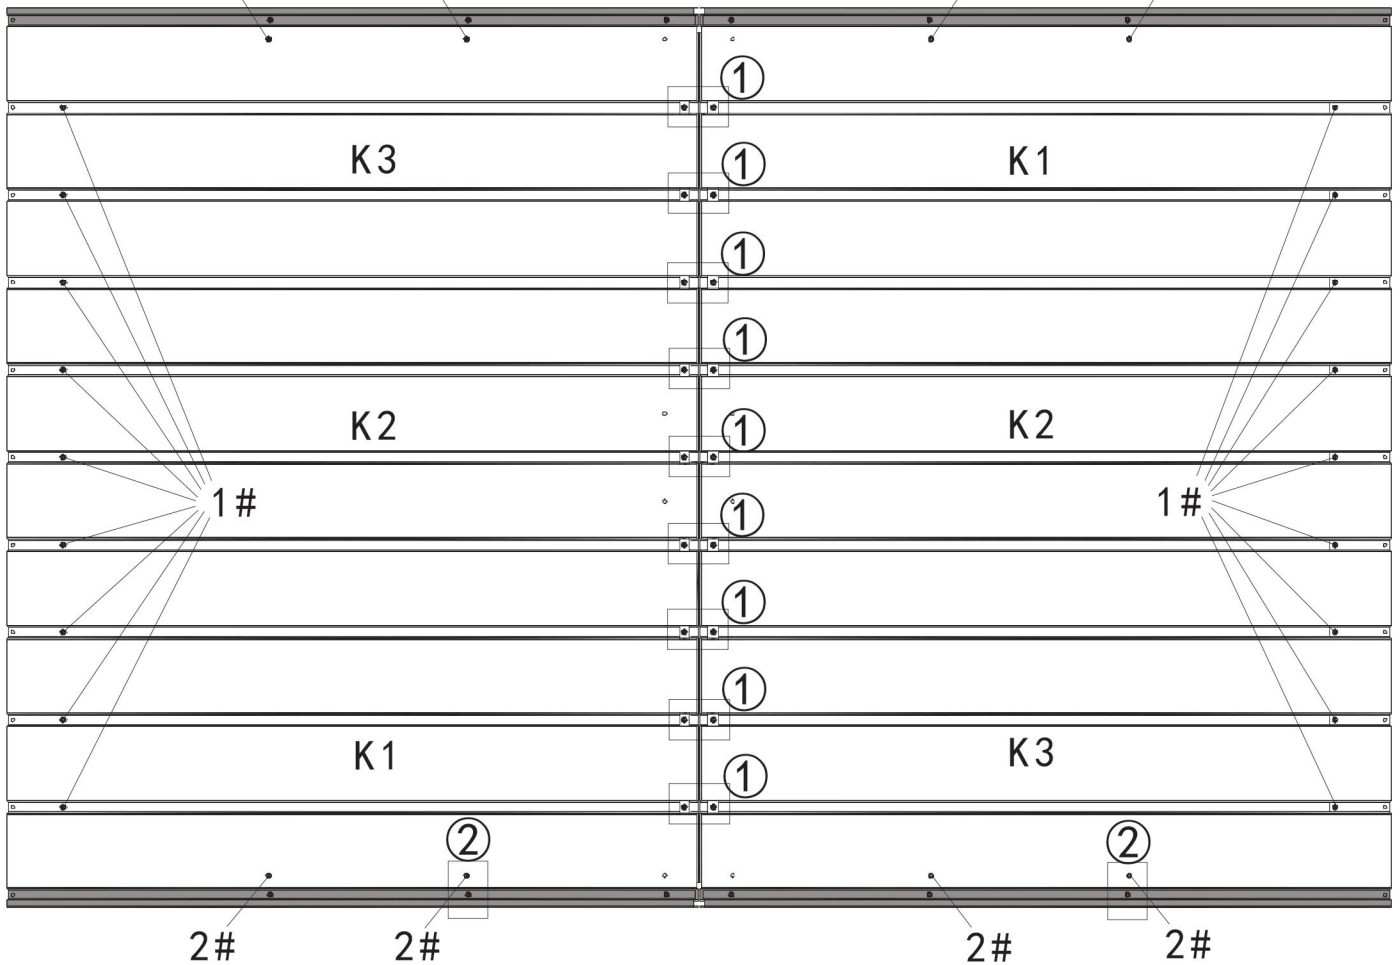 ①
K3 ① K1
①
①
K2 ① K2
1# ① 1#
①
①
K1 ① K3
② ②
2# 2# 2# 2#